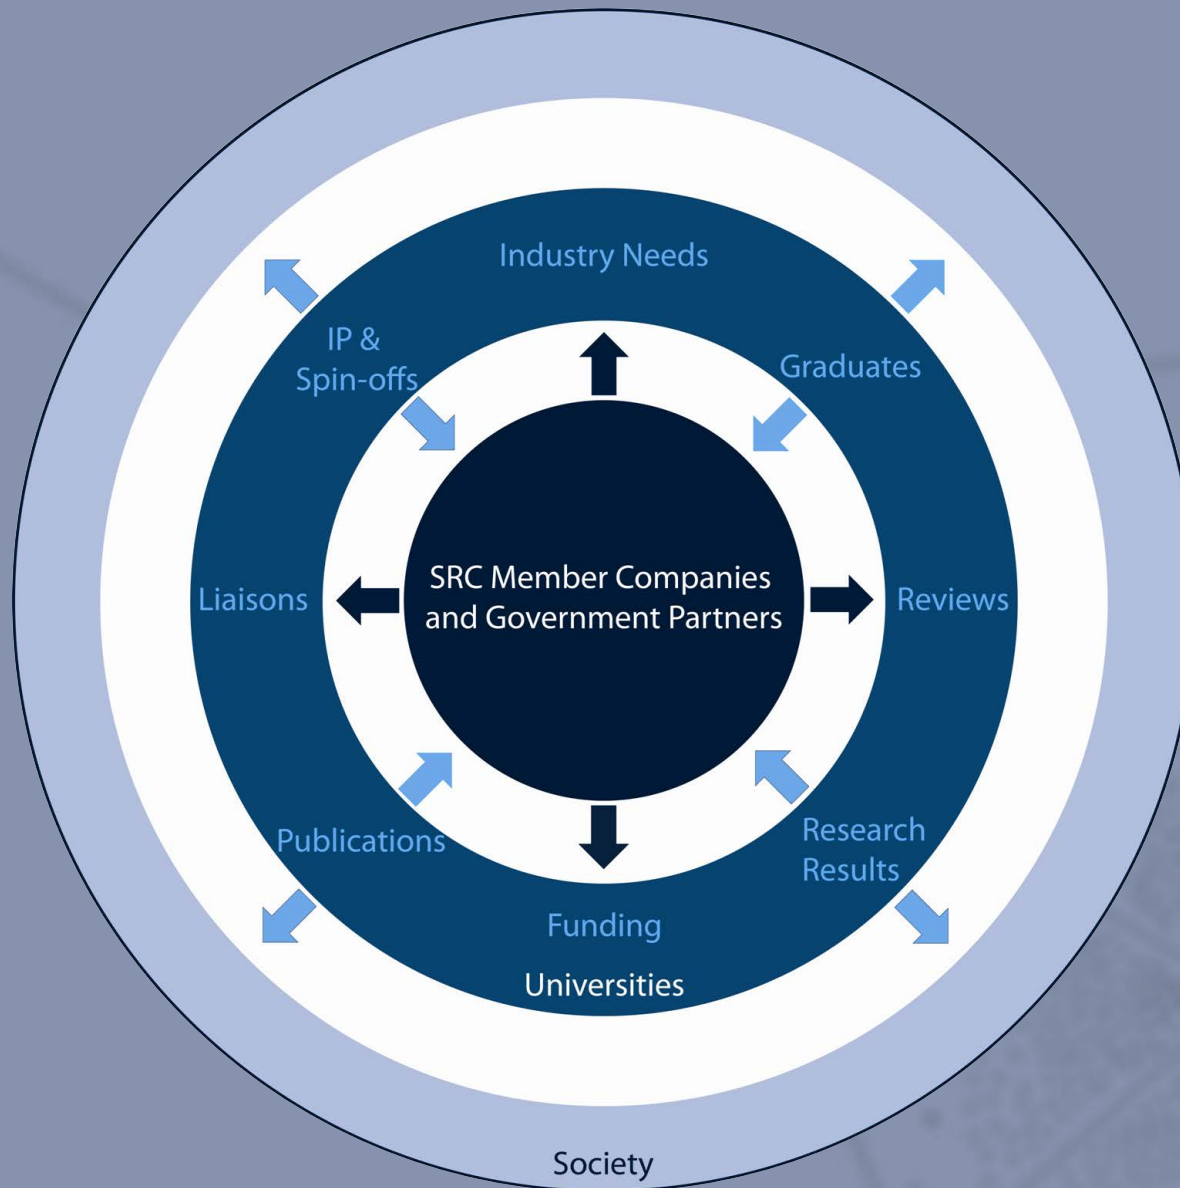 Industry Needs
IP &
Spin-offs
Graduates
SRC Member Companies
and Government Partners
Liaisons
Reviews
Publications
Research
Results
Funding
Universities
Society